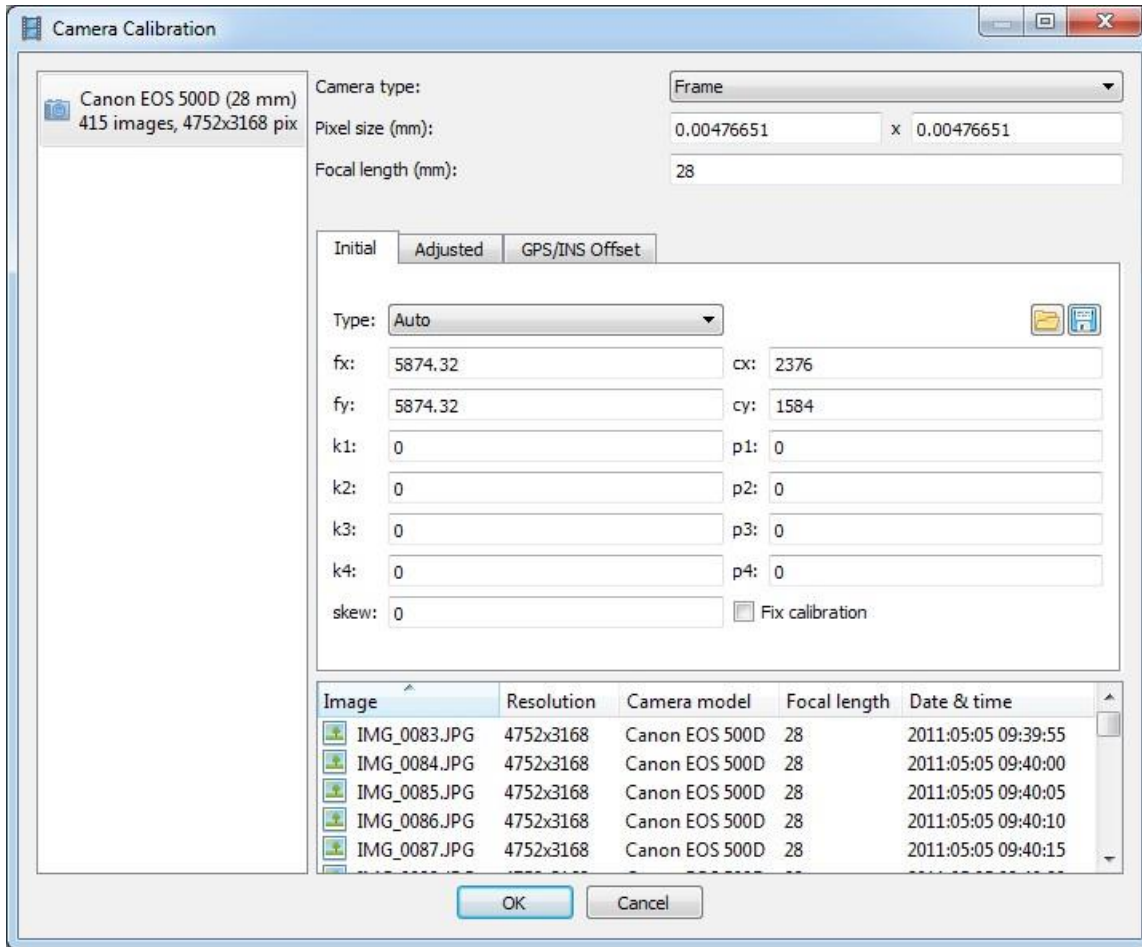 Camera Calibration
Canon EOS 500D (28 mm)
415 images, 4752x3168 pix
Camera type: Frame
Pixel size (mm): 0.00476651 x 0.00476651
Focal length (mm): 28
Initial Adjusted GPS/INS Offset
Type: Auto
fx: 5874.32 cx: 2376
fy: 5874.32 cy: 1584
k1: 0 p1: 0
k2: 0 p2: 0
k3: 0 p3: 0
k4: 0 p4: 0
skew: 0 Fix calibration
Image Resolution Camera model Focal length Date & time
IMG_0083.JPG 4752x3168 Canon EOS 500D 28 2011:05:05 09:39:55
IMG_0084.JPG 4752x3168 Canon EOS 500D 28 2011:05:05 09:40:00
IMG_0085.JPG 4752x3168 Canon EOS 500D 28 2011:05:05 09:40:05
IMG_0086.JPG 4752x3168 Canon EOS 500D 28 2011:05:05 09:40:10
IMG_0087.JPG 4752x3168 Canon EOS 500D 28 2011:05:05 09:40:15
OK Cancel